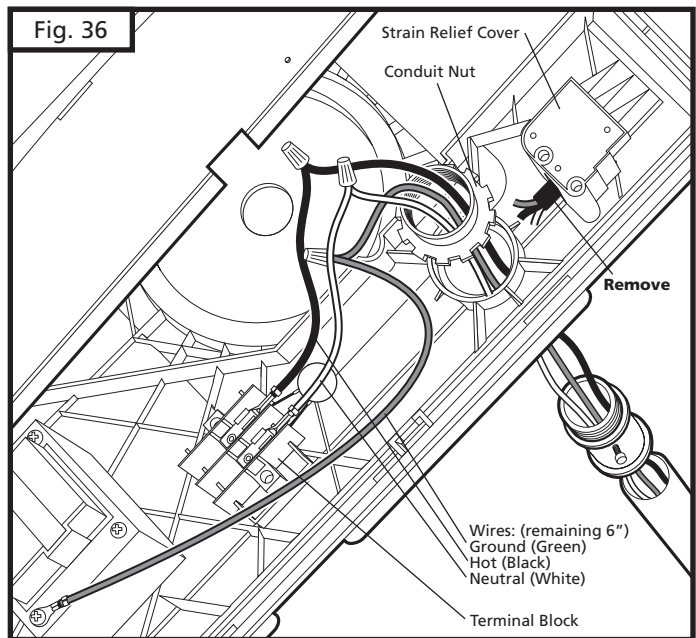 Fig. 36
Strain Relief Cover
Conduit Nut
Remove
Wires: (remaining 6”)
Ground (Green)
Hot (Black)
Neutral (White)
Terminal Block